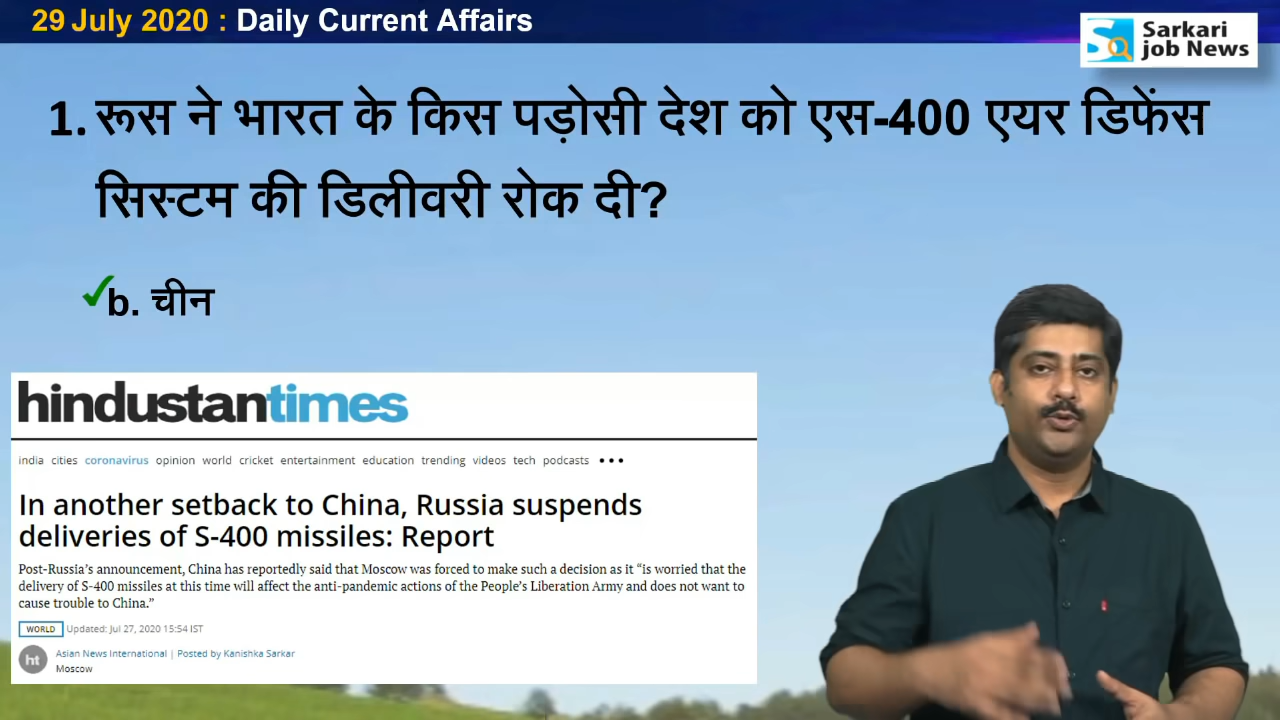 29 July 2020 : Daily Current Affairs
Sarkari
job News
1. रूस ने भारत के किस पड़ोसी देश को एस-400 एयर डिफेंस
सिस्टम की डिलीवरी रोक दी?
b. चीन
hindustantimes
india cities coronavirus opinion world cricket entertainment education trending videos tech podcasts •••
In another setback to China, Russia suspends
deliveries of S-400 missiles: Report
Post-Russia's announcement, China has reportedly said that Moscow was forced to make such a decision as it “is worried that the
delivery of S-400 missiles at this time will affect the anti-pandemic actions of the People's Liberation Army and does not want to
cause trouble to China.”
WORLD Updated: Jul 27, 2020 15:54 IST
ht
Asian News International | Posted by Kanishka Sarkar
Moscow